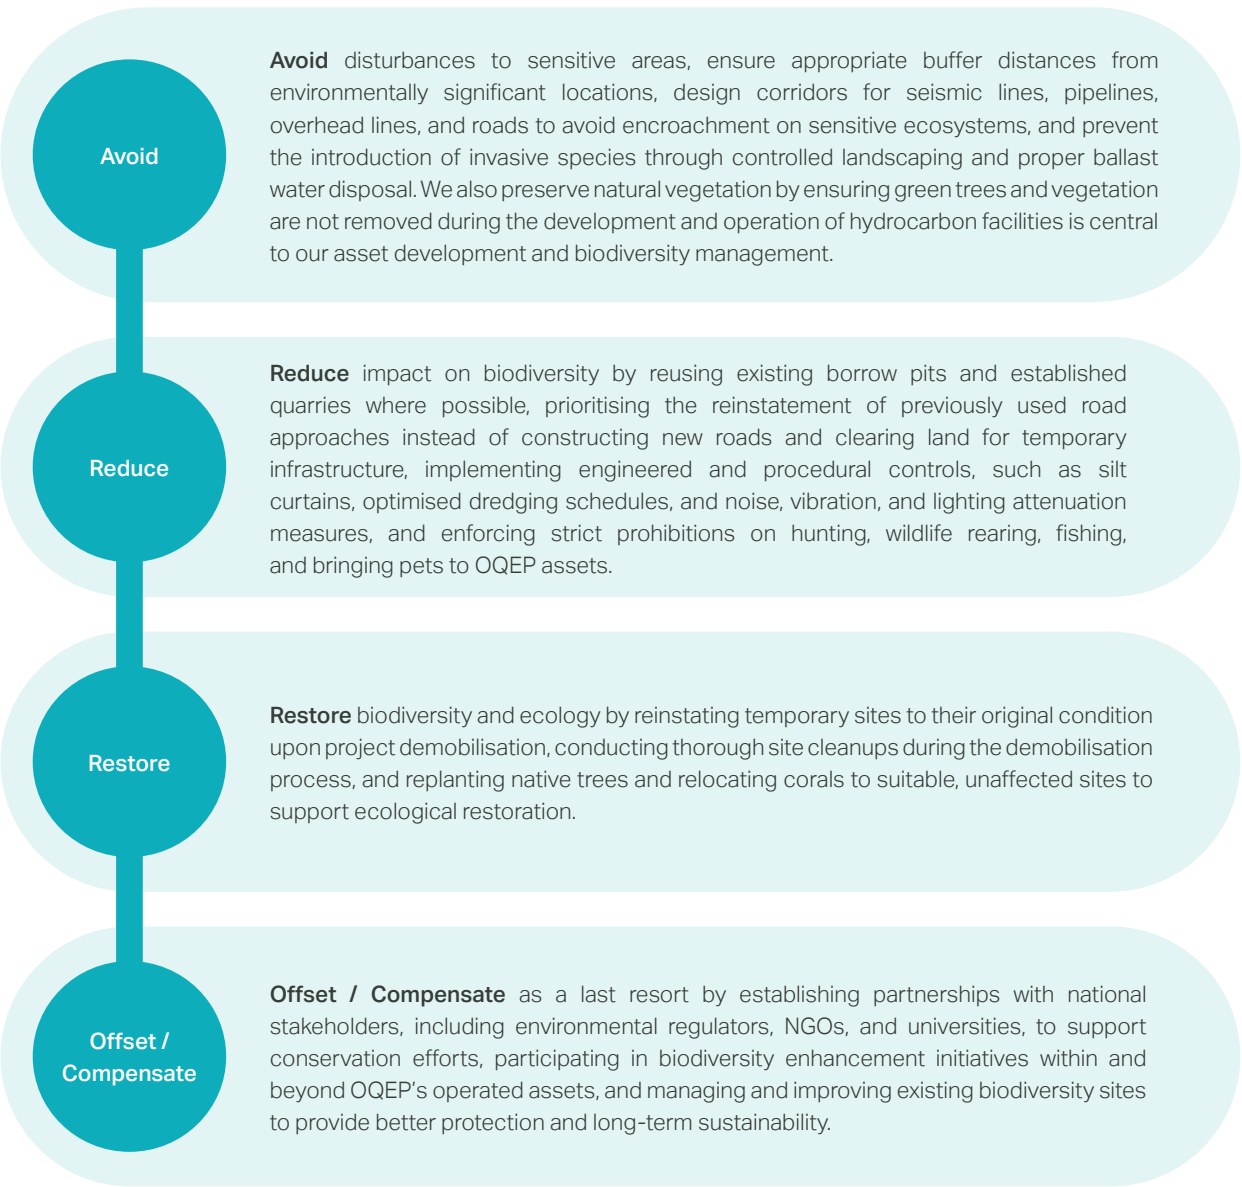 Avoid
Avoid disturbances to sensitive areas, ensure appropriate buffer distances from
environmentally significant locations, design corridors for seismic lines, pipelines,
overhead lines, and roads to avoid encroachment on sensitive ecosystems, and prevent
the introduction of invasive species through controlled landscaping and proper ballast
water disposal. We also preserve natural vegetation by ensuring green trees and vegetation
are not removed during the development and operation of hydrocarbon facilities is central
to our asset development and biodiversity management.
Reduce
Reduce impact on biodiversity by reusing existing borrow pits and established
quarries where possible, prioritising the reinstatement of previously used road
approaches instead of constructing new roads and clearing land for temporary
infrastructure, implementing engineered and procedural controls, such as silt
curtains, optimised dredging schedules, and noise, vibration, and lighting attenuation
measures, and enforcing strict prohibitions on hunting, wildlife rearing, fishing,
and bringing pets to OQEP assets.
Restore
Restore biodiversity and ecology by reinstating temporary sites to their original condition
upon project demobilisation, conducting thorough site cleanups during the demobilisation
process, and replanting native trees and relocating corals to suitable, unaffected sites to
support ecological restoration.
Offset /
Compensate
Offset / Compensate as a last resort by establishing partnerships with national
stakeholders, including environmental regulators, NGOs, and universities, to support
conservation efforts, participating in biodiversity enhancement initiatives within and
beyond OQEP's operated assets, and managing and improving existing biodiversity sites
to provide better protection and long-term sustainability.